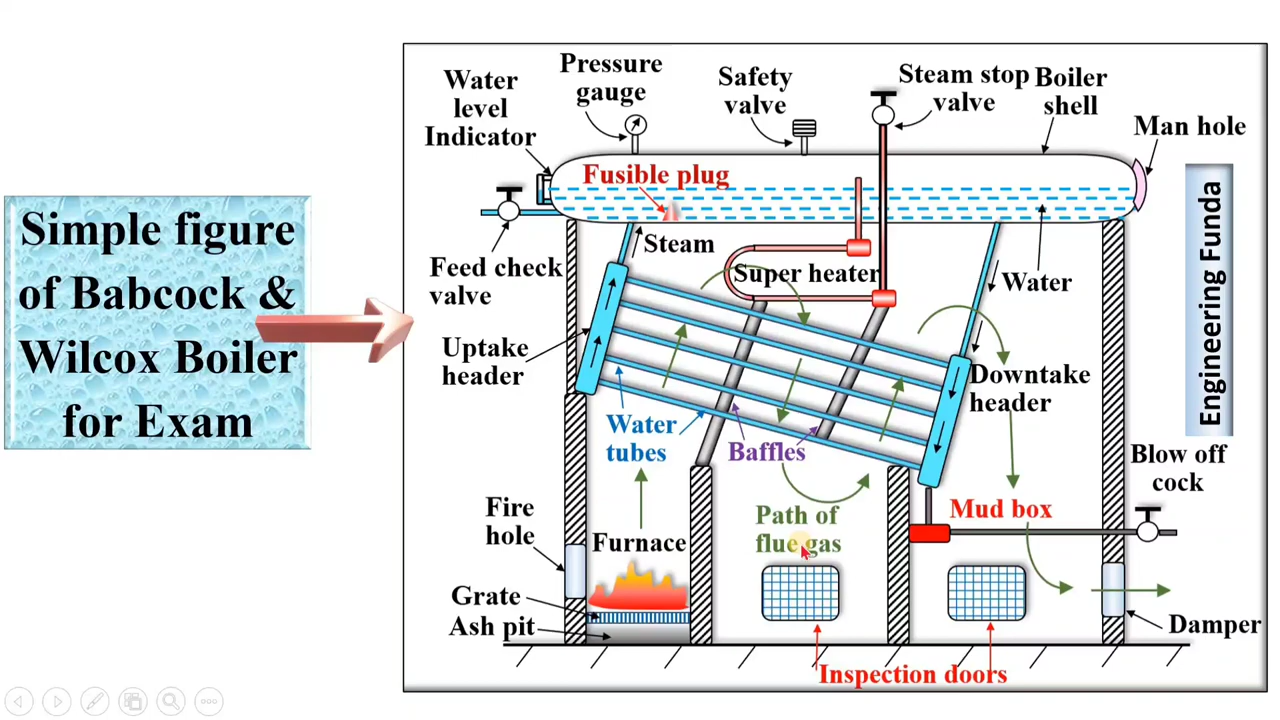 Simple figure
of Babcock &
Wilcox Boiler
for Exam
Water
level
Indicator
Pressure
gauge
Safety
valve
Steam stop
valve
Boiler
shell
Man hole
Fusible plug
Steam
Super heater
Water
Feed check
valve
Uptake
header
Downtake
header
Water
tubes
Baffles
Blow off
cock
Mud box
Fire
hole
Furnace
Path of
flue gas
Grate
Ash pit
Damper
Inspection doors
Engineering Funda